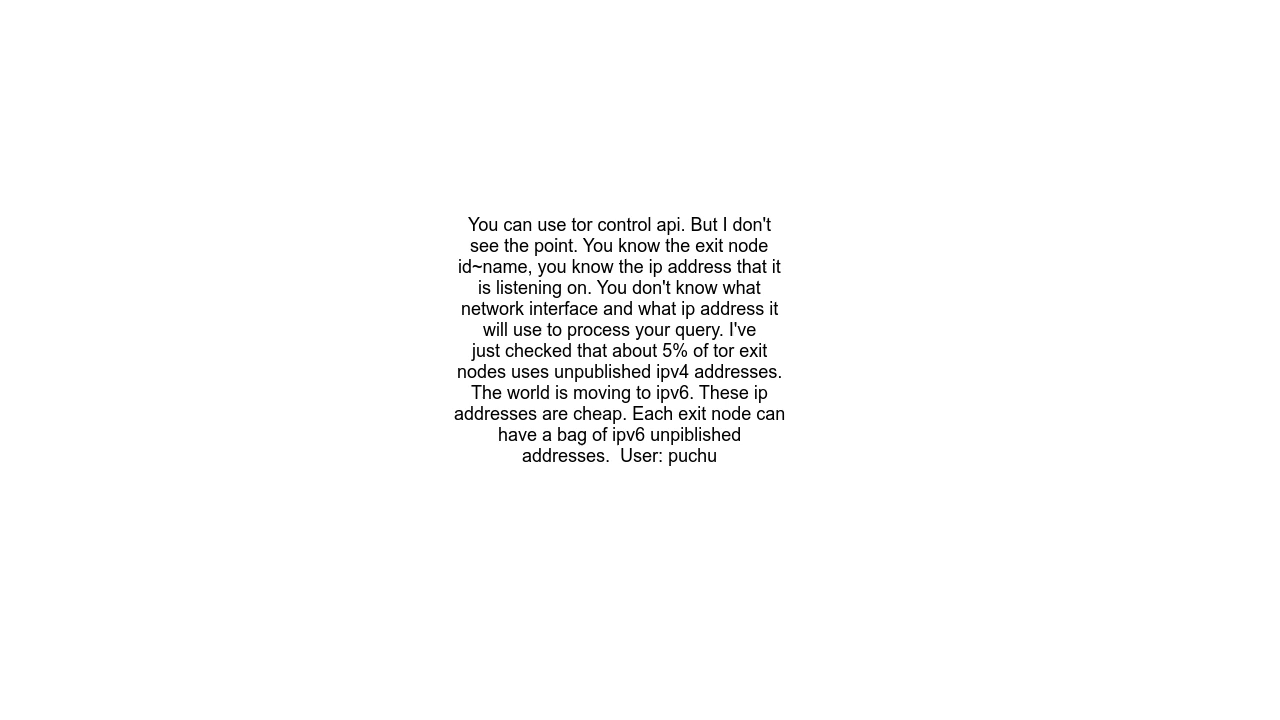 You can use tor control api. But I don't
see the point. You know the exit node
id~name, you know the ip address that it
is listening on. You don't know what
network interface and what ip address it
will use to process your query. I've
just checked that about 5% of tor exit
nodes uses unpublished ipv4 addresses.
The world is moving to ipv6. These ip
addresses are cheap. Each exit node can
have a bag of ipv6 unpiblished
addresses.  User: puchu